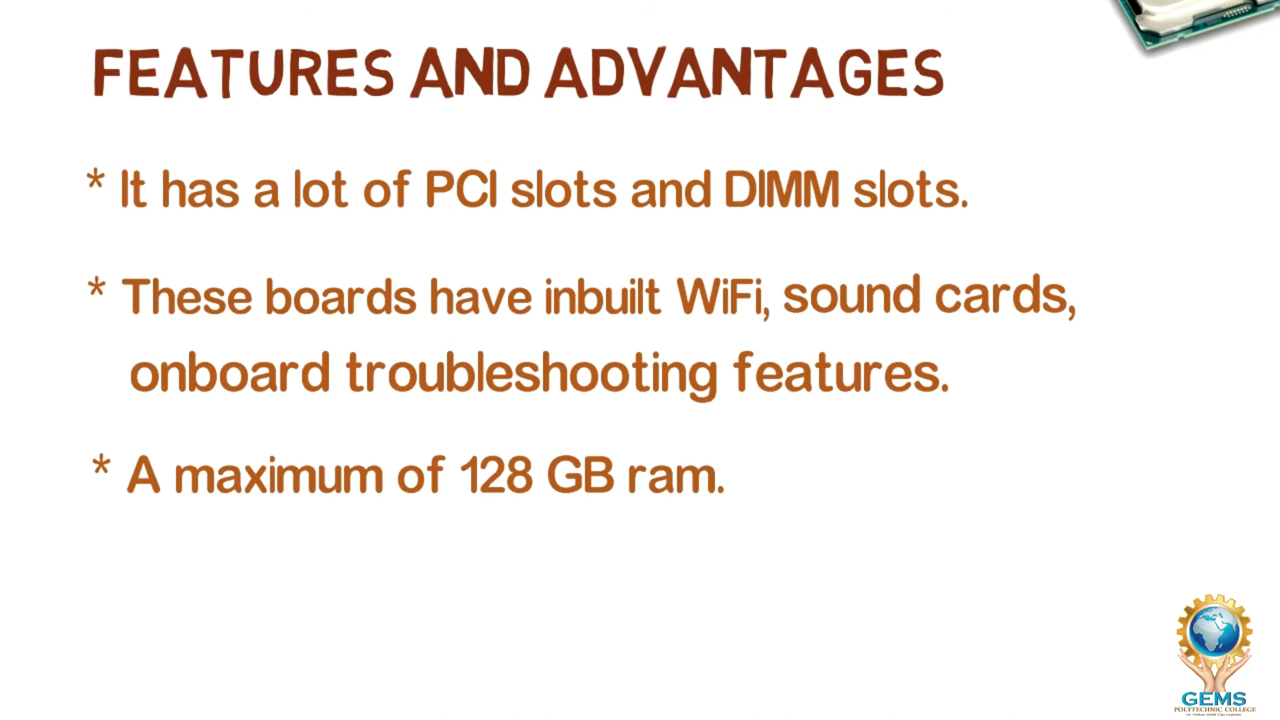 FEATURES AND ADVANTAGES
* It has a lot of PCI slots and DIMM slots.
* These boards have inbuilt WiFi, sound cards,
onboard troubleshooting features.
* A maximum of 128 GB ram.
GEMS
POLYTECHNIC COLLEGE